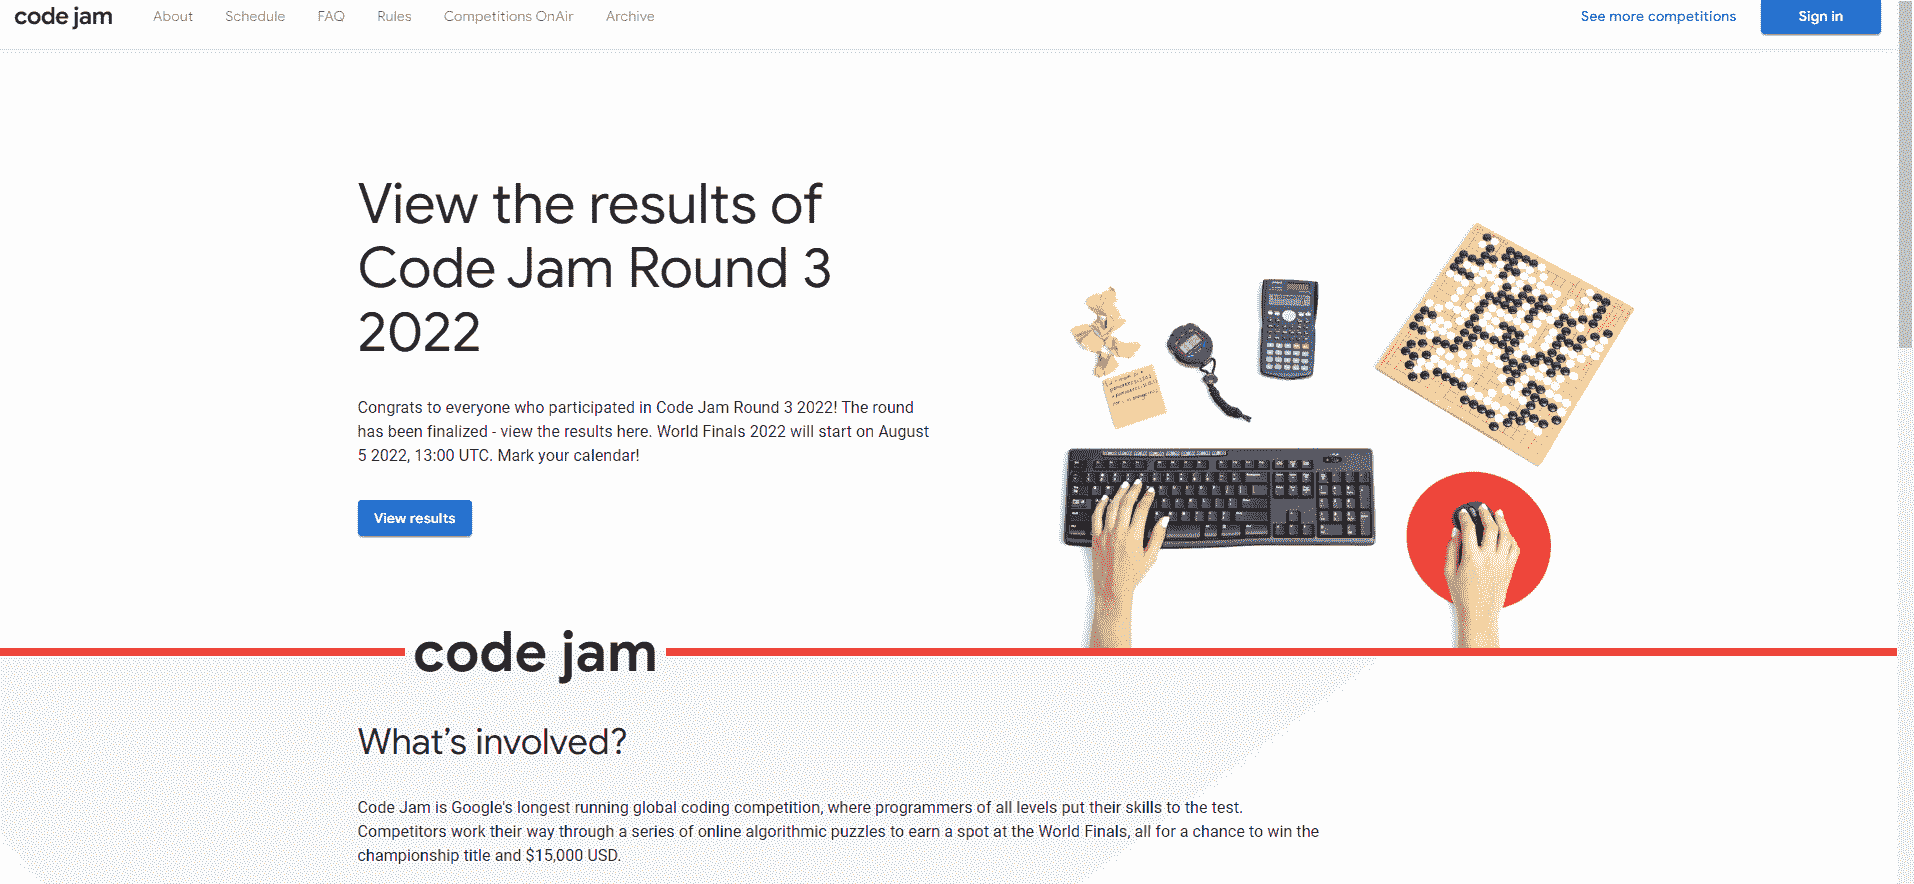 code jam About Schedule FAQ Rules Competitions OnAir Archive See more competitions Sign in
View the results of
Code Jam Round 3
2022
Congrats to everyone who participated in Code Jam Round 3 2022! The round
has been finalized - view the results here. World Finals 2022 will start on August
5 2022, 13:00 UTC. Mark your calendar!
View results
code jam
What's involved?
Code Jam is Google's longest running global coding competition, where programmers of all levels put their skills to the test.
Competitors work their way through a series of online algorithmic puzzles to earn a spot at the World Finals, all for a chance to win the
championship title and $15,000 USD.